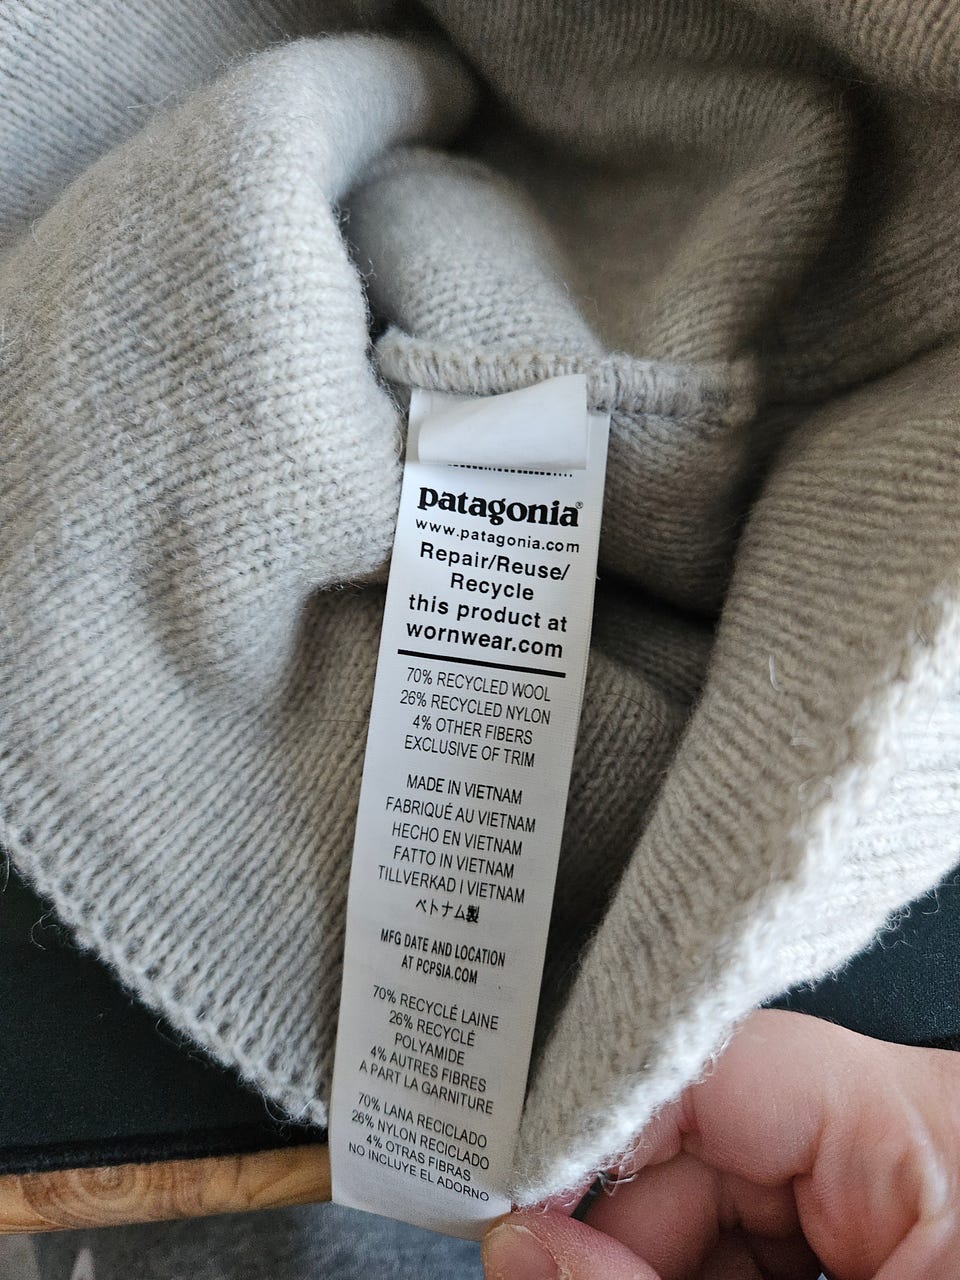 patagonia®
www.patagonia.com
Repair/Reuse/
Recycle
this product at
wornwear.com
70% RECYCLED WOOL
26% RECYCLED NYLON
4% OTHER FIBERS
EXCLUSIVE OF TRIM
MADE IN VIETNAM
FABRIQUÉ AU VIETNAM
HECHO EN VIETNAM
FATTO IN VIETNAM
TILLVERKAD I VIETNAM
ベトナム製
MFG DATE AND LOCATION
AT PCPSIA.COM
70% RECYCLÉ LAINE
26% RECYCLÉ
POLYAMIDE
4% AUTRES FIBRES
A PART LA GARNITURE
70% LANA RECICLADO
26% NYLON RECICLADO
4% OTRAS FIBRAS
NO INCLUYE EL ADORNO